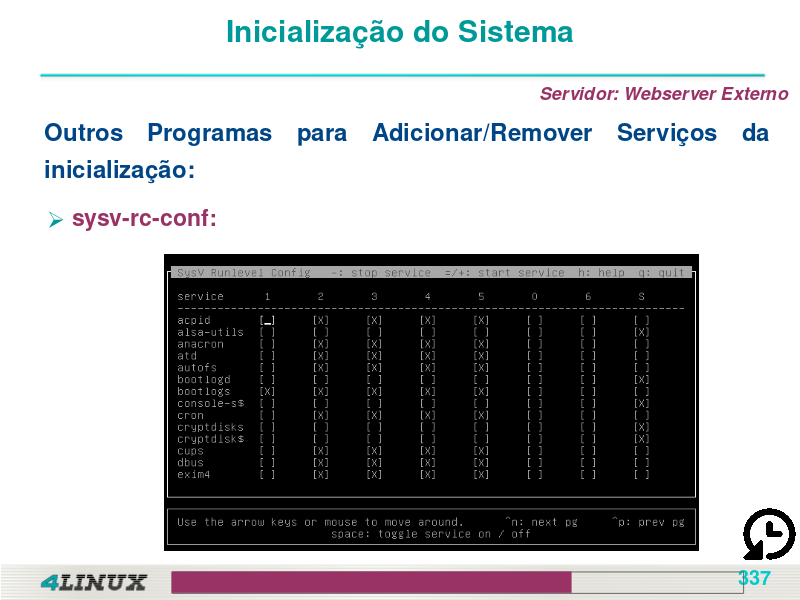 Inicialização do Sistema
Servidor: Webserver Externo
Outros Programas para Adicionar/Remover Serviços da
inicialização:
sysv-rc-conf:
SysV Runlevel Config -: stop service =/+: start service h: help q: quit
service 1 2 3 4 5 0 6 S
acpid [ ] [X] [X] [X] [X] [ ] [ ] [ ]
alsa-utils [ ] [ ] [ ] [ ] [ ] [ ] [ ] [X]
anacron [ ] [X] [X] [X] [X] [ ] [ ] [ ]
atd [ ] [X] [X] [X] [X] [ ] [ ] [ ]
autofs [ ] [X] [X] [X] [X] [ ] [ ] [ ]
bootlogd [ ] [ ] [ ] [ ] [ ] [ ] [ ] [X]
bootlogs [X] [X] [X] [X] [X] [ ] [ ] [ ]
console-s$ [ ] [ ] [ ] [ ] [ ] [ ] [ ] [X]
cron [ ] [X] [X] [X] [X] [ ] [ ] [ ]
cryptdisks [ ] [ ] [ ] [ ] [ ] [ ] [ ] [X]
cryptdisk$ [ ] [ ] [ ] [ ] [ ] [ ] [ ] [X]
cups [ ] [X] [X] [X] [X] [ ] [ ] [ ]
dbus [ ] [X] [X] [X] [X] [ ] [ ] [ ]
exim4 [ ] [X] [X] [X] [X] [ ] [ ] [ ]
Use the arrow keys or mouse to move around. ^n: next pg ^p: prev pg
space: toggle service on / off
4LINUX
337